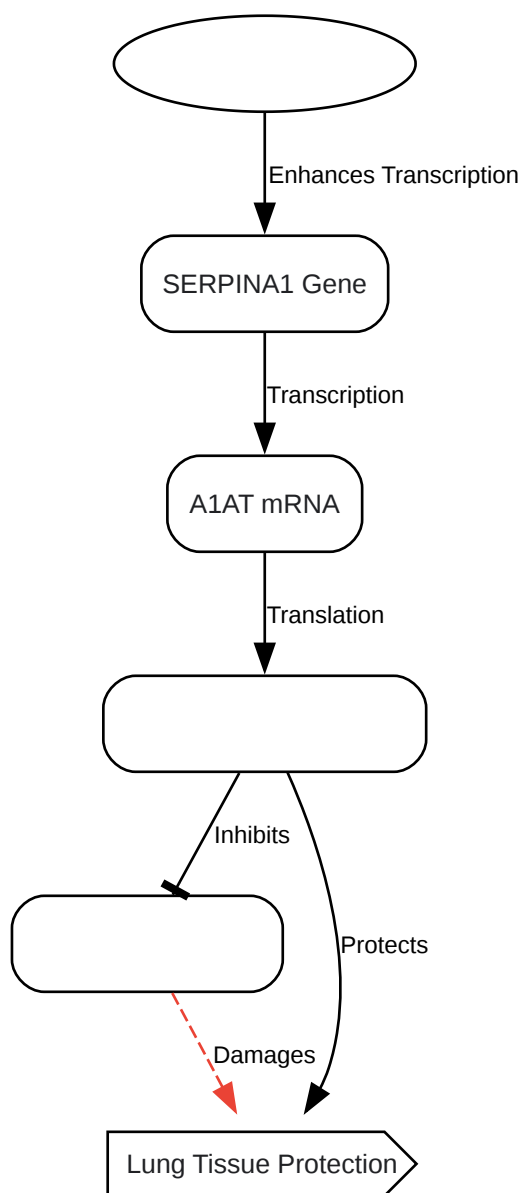 Enhances Transcription
SERPINA1 Gene
Transcription
A1AT mRNA
Translation
Inhibits
Protects
Damages
Lung Tissue Protection